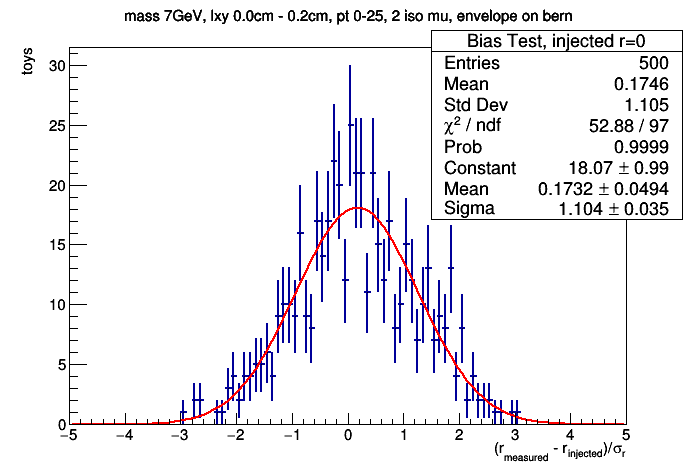 mass 7GeV, lxy 0.0cm - 0.2cm, pt 0-25, 2 iso mu, envelope on bern
toys
Bias Test, injected r=0
Entries 500
Mean 0.1746
Std Dev 1.105
χ² / ndf 52.88 / 97
Prob 0.9999
Constant 18.07 ± 0.99
Mean 0.1732 ± 0.0494
Sigma 1.104 ± 0.035
30
25
20
15
10
5
0
−5 −4 −3 −2 −1 0 1 2 3 4 5
(r_measured - r_injected)/σ_r